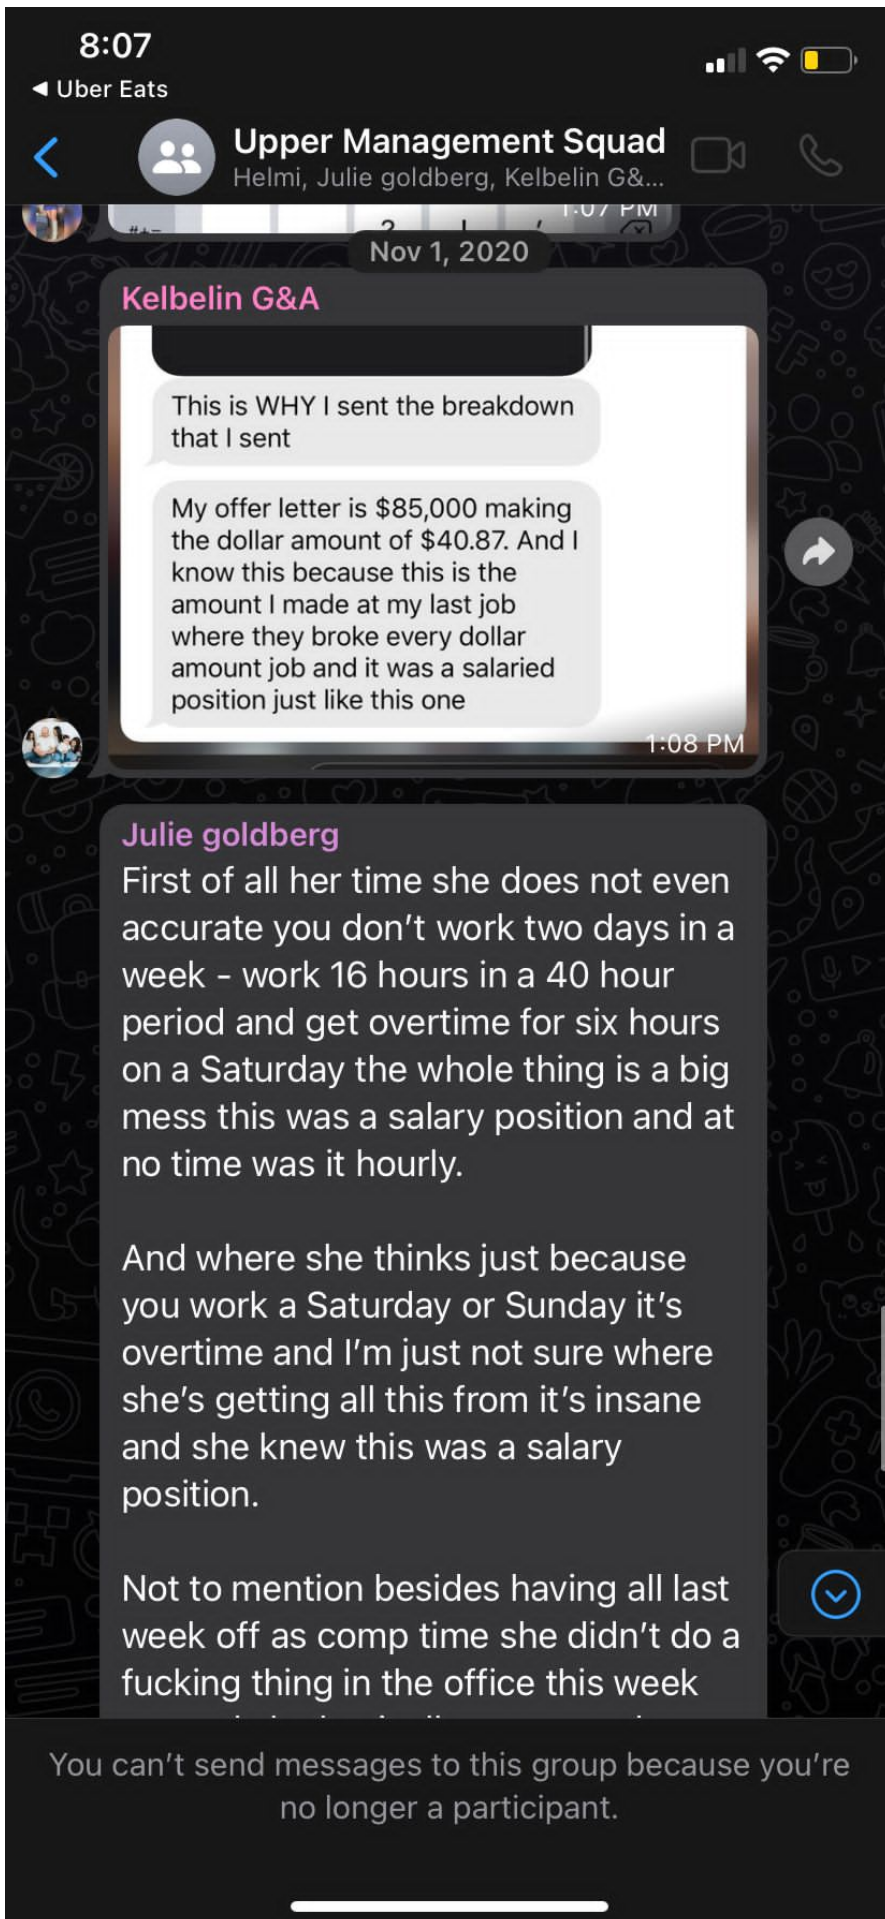 8:07
◀ Uber Eats
Upper Management Squad
Helmi, Julie goldberg, Kelbelin G&...
#+=
1:07 PM
Nov 1, 2020
Kelbelin G&A
This is WHY I sent the breakdown
that I sent
My offer letter is $85,000 making
the dollar amount of $40.87. And I
know this because this is the
amount I made at my last job
where they broke every dollar
amount job and it was a salaried
position just like this one
1:08 PM
Julie goldberg
First of all her time she does not even
accurate you don’t work two days in a
week - work 16 hours in a 40 hour
period and get overtime for six hours
on a Saturday the whole thing is a big
mess this was a salary position and at
no time was it hourly.
And where she thinks just because
you work a Saturday or Sunday it’s
overtime and I’m just not sure where
she’s getting all this from it’s insane
and she knew this was a salary
position.
Not to mention besides having all last
week off as comp time she didn’t do a
fucking thing in the office this week
You can’t send messages to this group because you’re
no longer a participant.